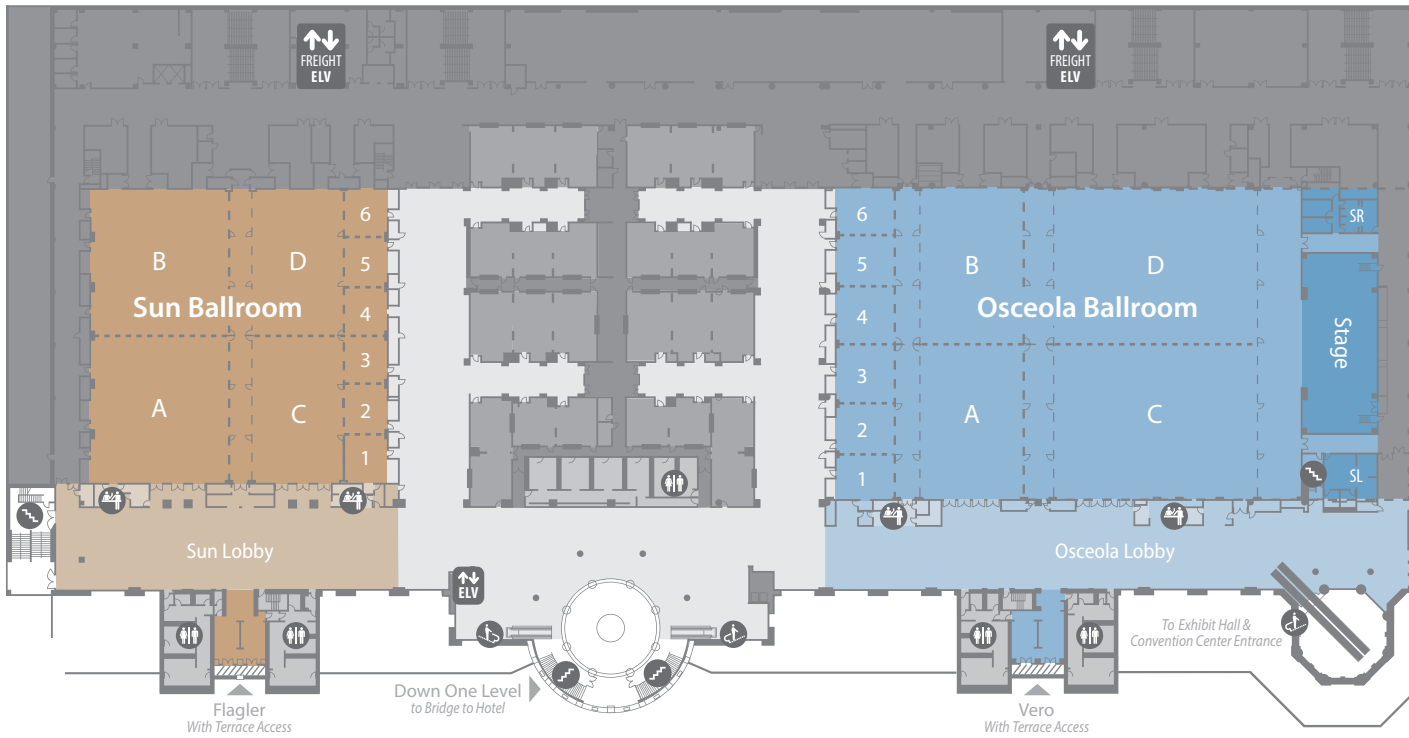 FREIGHT
ELV
FREIGHT
ELV
6
5
4
3
2
1
B
D
Sun Ballroom
A
C
6
5
4
3
2
1
B
D
Osceola Ballroom
A
C
SR
Stage
SL
Sun Lobby
Osceola Lobby
ELV
To Exhibit Hall &
Convention Center Entrance
Down One Level
to Bridge to Hotel
Flagler
With Terrace Access
Vero
With Terrace Access